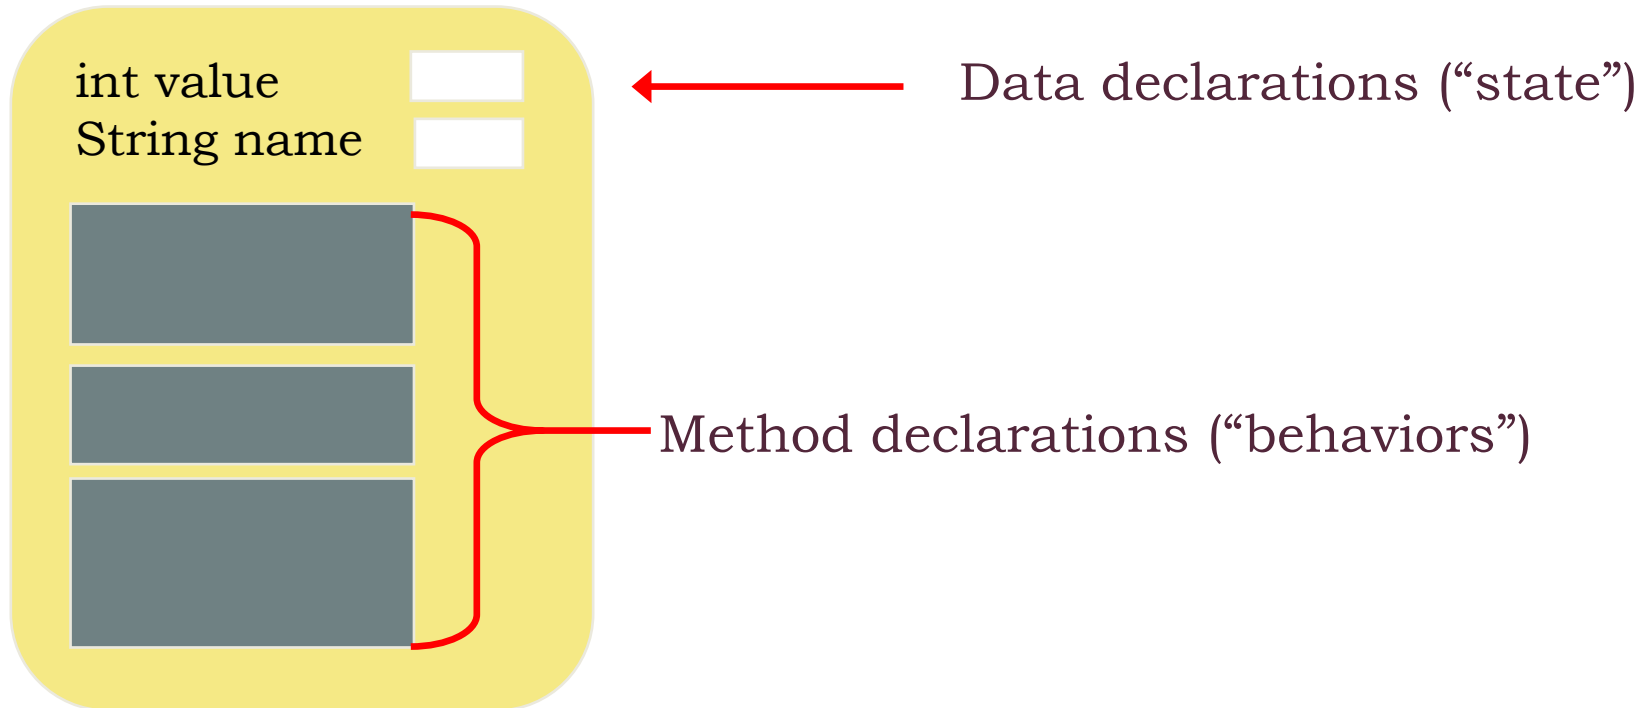 int value
Data declarations (“state”)
String name
Method declarations (“behaviors”)